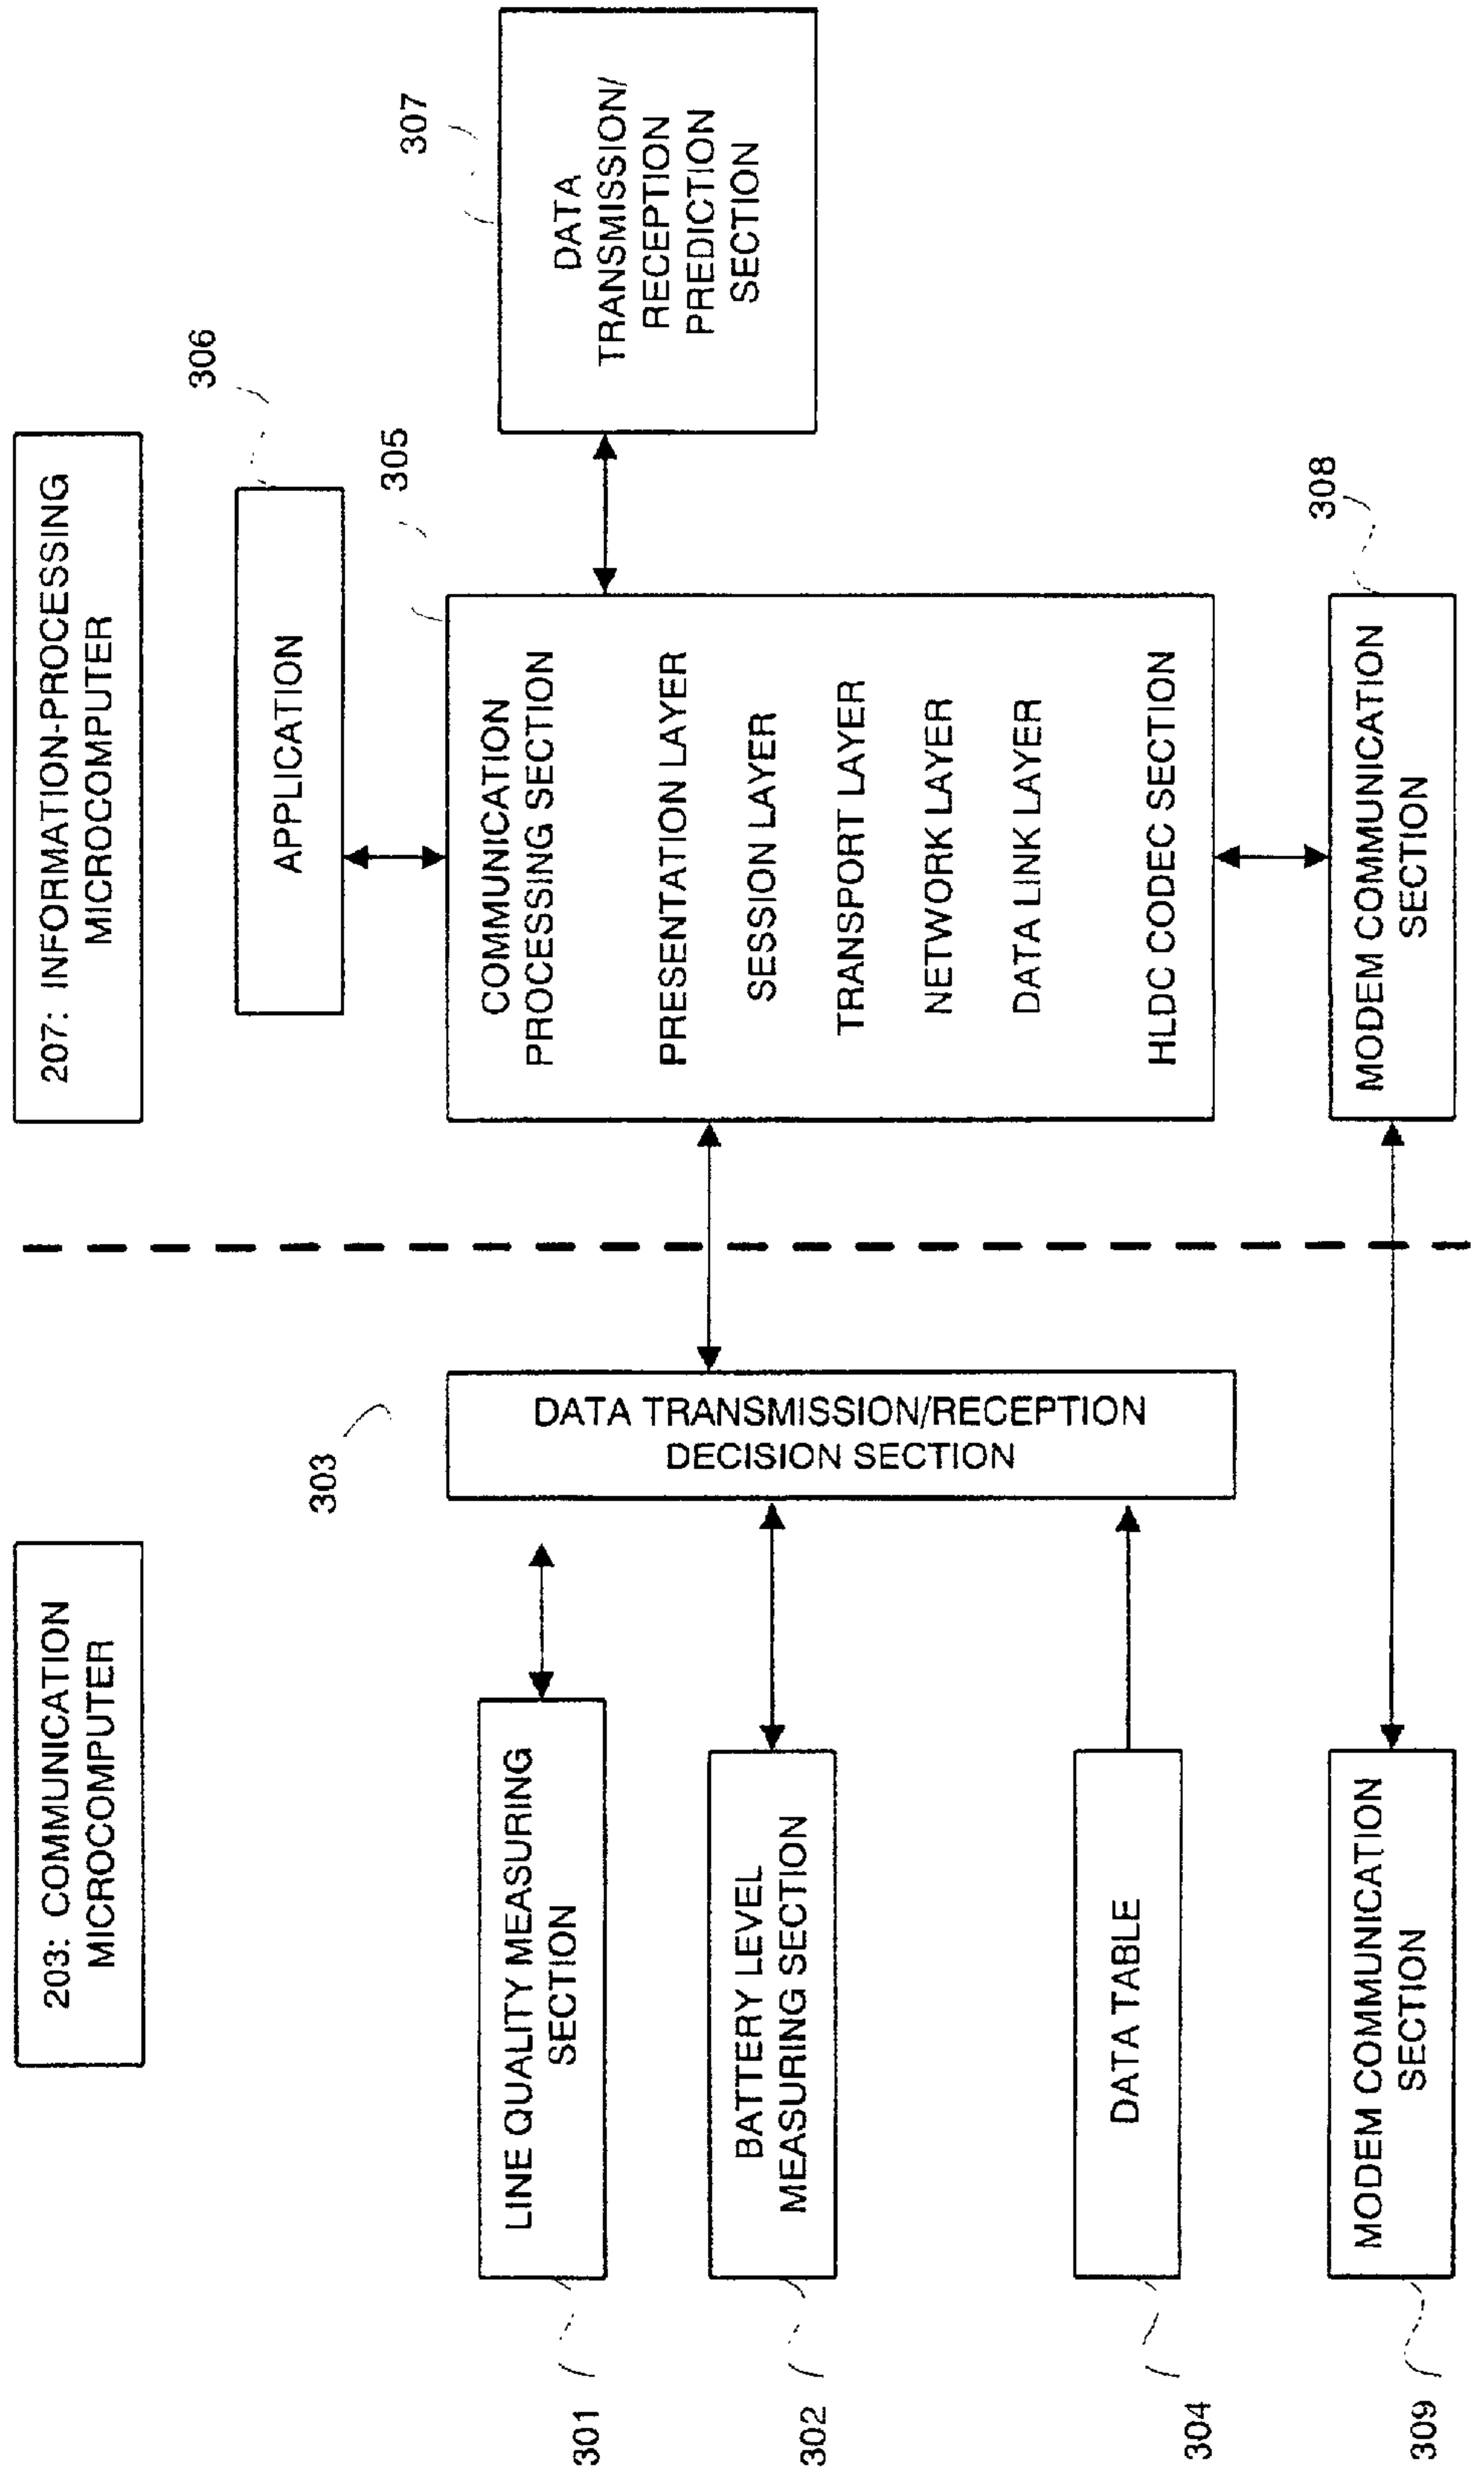 203: COMMUNICATION
MICROCOMPUTER
207: INFORMATION-PROCESSING
MICROCOMPUTER
306
APPLICATION
303
305
307
301
LINE QUALITY MEASURING
SECTION
302
BATTERY LEVEL
MEASURING SECTION
304
DATA TABLE
309
MODEM COMMUNICATION
SECTION
DATA TRANSMISSION/RECEPTION
DECISION SECTION
COMMUNICATION
PROCESSING SECTION
PRESENTATION LAYER
SESSION LAYER
TRANSPORT LAYER
NETWORK LAYER
DATA LINK LAYER
HLDC CODEC SECTION
DATA
TRANSMISSION/
RECEPTION
PREDICTION
SECTION
308
MODEM COMMUNICATION
SECTION